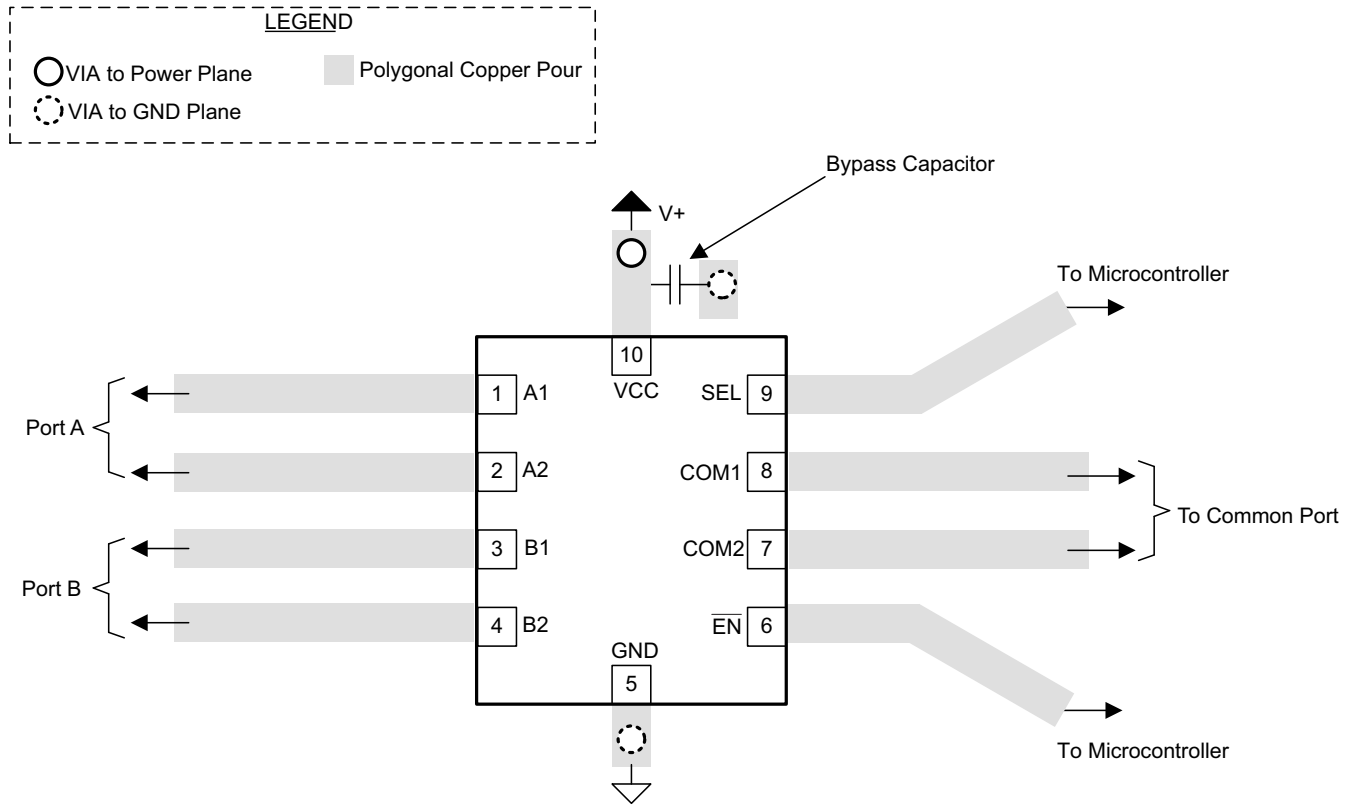 LEGEND
VIA to Power Plane
Polygonal Copper Pour
VIA to GND Plane
Bypass Capacitor
V+
To Microcontroller
10
VCC
1 A1
SEL 9
Port A
2 A2
COM1 8
To Common Port
3 B1
COM2 7
Port B
4 B2
E̅N̅ 6
GND
5
To Microcontroller